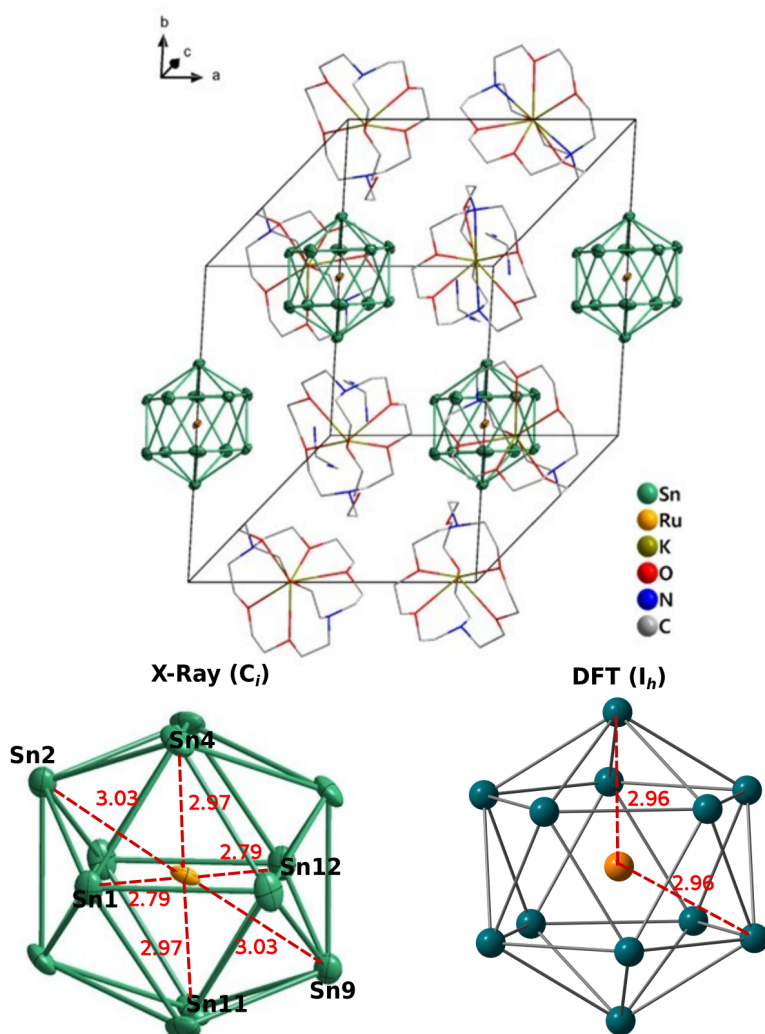 b
c
a
Sn
Ru
K
O
N
C
X-Ray (Cᵢ)
DFT (Iₕ)
Sn2
Sn4
3.03
2.97
2.96
2.79
Sn12
Sn1
2.79
2.96
2.97
3.03
Sn9
Sn11